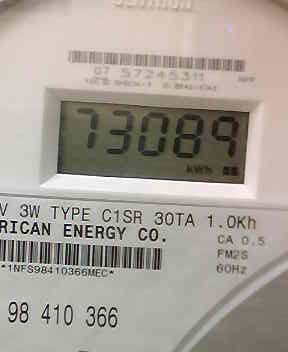 07 57245311
73089
kWh
V 3W TYPE C1SR 30TA 1.0Kh
RICAN ENERGY CO.
CA 0.5
FM2S
60Hz
*1NFS98410366MEC*
98 410 366